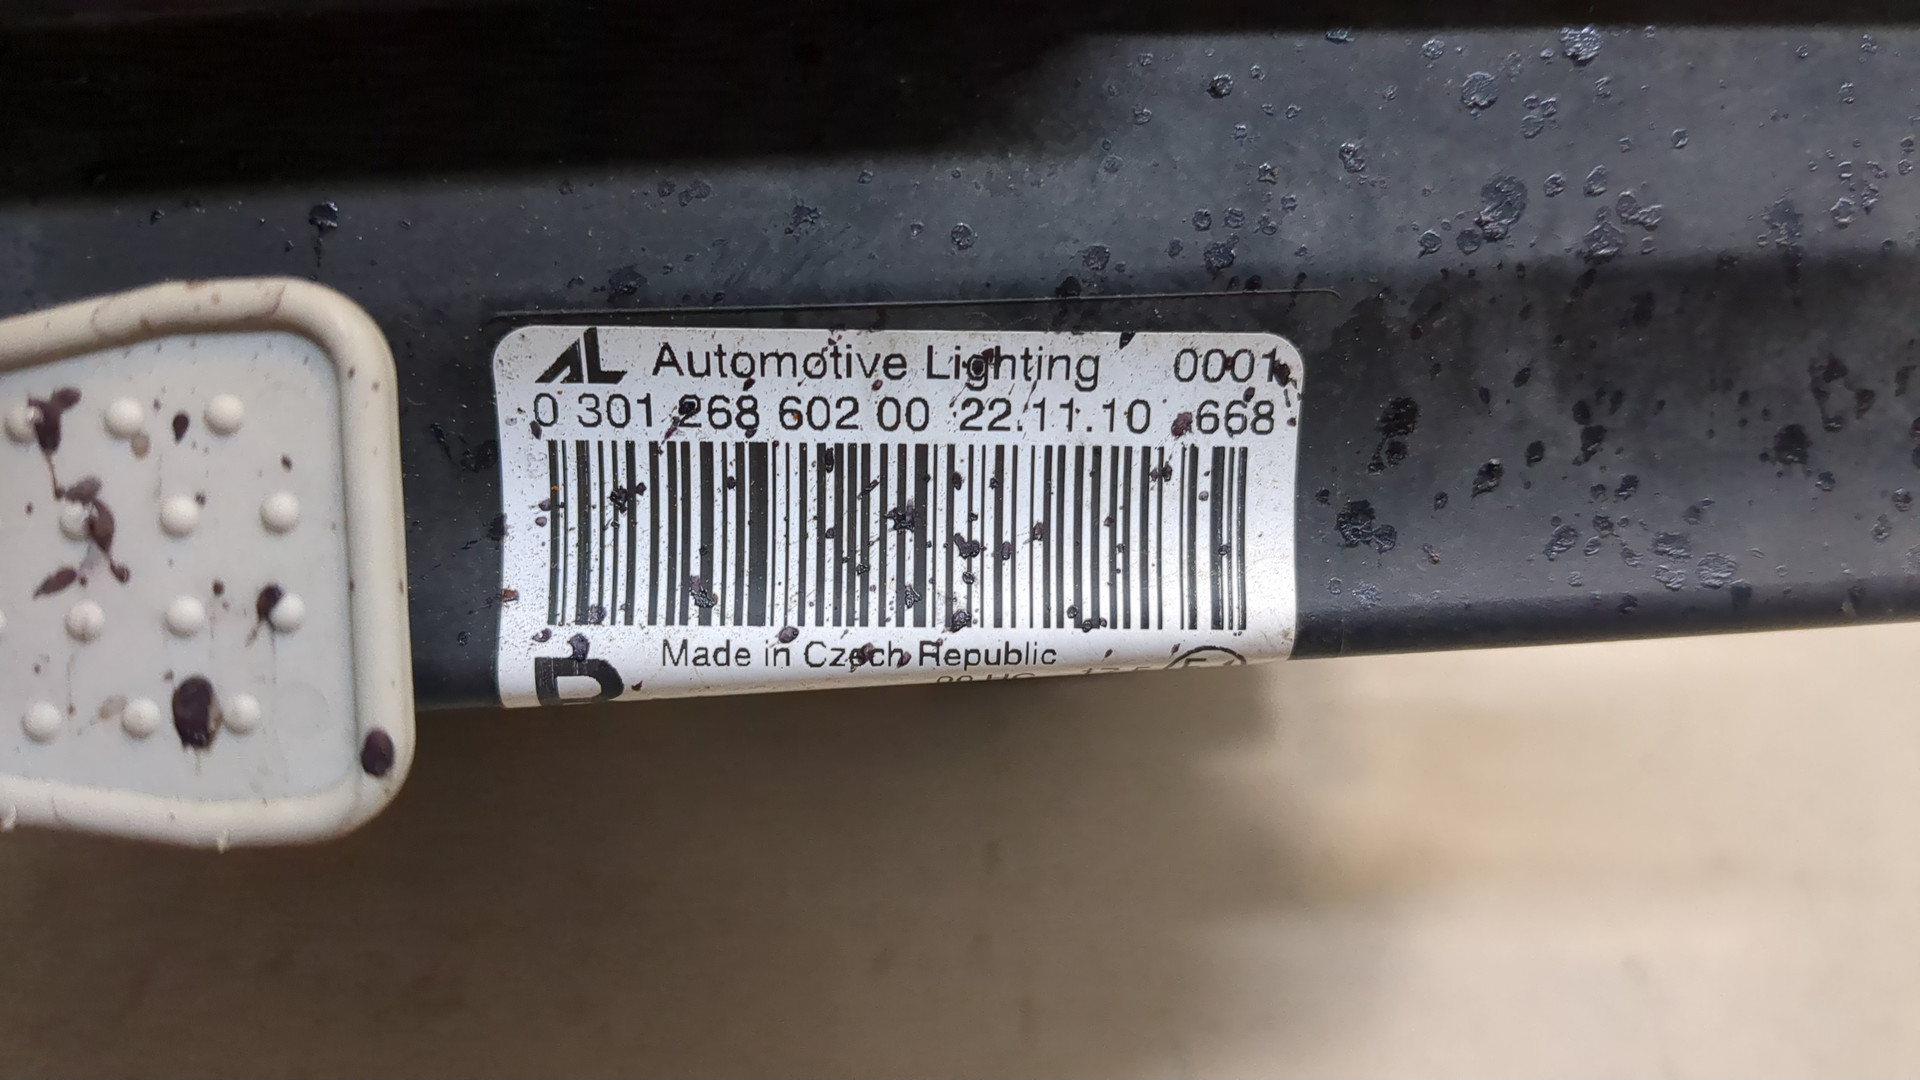 AL Automotive Lighting 0001
0 301 268 602 00 22.11.10 668
Made in Czech Republic
D